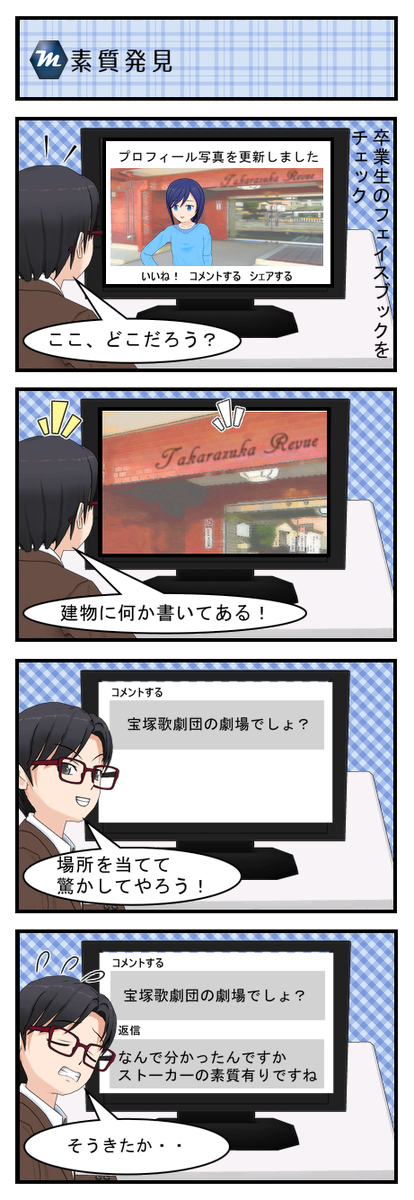 m 素質発見
卒業生のフェイスブックを
チェック
プロフィール写真を更新しました
Takarazuka Revue
いいね! コメントする シェアする
ここ、どこだろう?
Takarazuka Revue
建物に何か書いてある!
コメントする
宝塚歌劇団の劇場でしょ?
場所を当てて
驚かしてやろう!
コメントする
宝塚歌劇団の劇場でしょ?
返信
なんで分かったんですか
ストーカーの素質有りですね
そうきたか・・